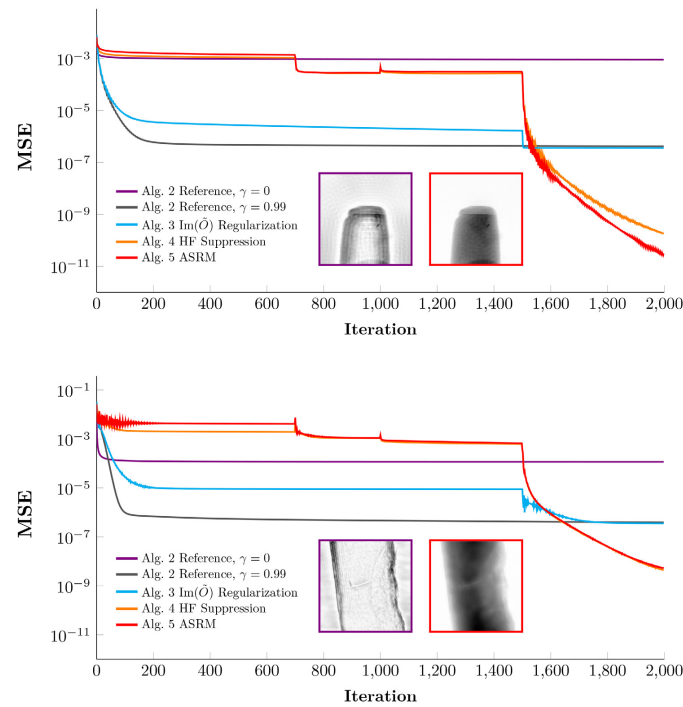 10⁻³
10⁻⁵
10⁻⁷
10⁻⁹
10⁻¹¹
MSE
Alg. 2 Reference, γ = 0
Alg. 2 Reference, γ = 0.99
Alg. 3 Im(Õ) Regularization
Alg. 4 HF Suppression
Alg. 5 ASRM
0 200 400 600 800 1,000 1,200 1,400 1,600 1,800 2,000
Iteration
10⁻¹
10⁻³
10⁻⁵
10⁻⁷
10⁻⁹
10⁻¹¹
MSE
Alg. 2 Reference, γ = 0
Alg. 2 Reference, γ = 0.99
Alg. 3 Im(Õ) Regularization
Alg. 4 HF Suppression
Alg. 5 ASRM
0 200 400 600 800 1,000 1,200 1,400 1,600 1,800 2,000
Iteration